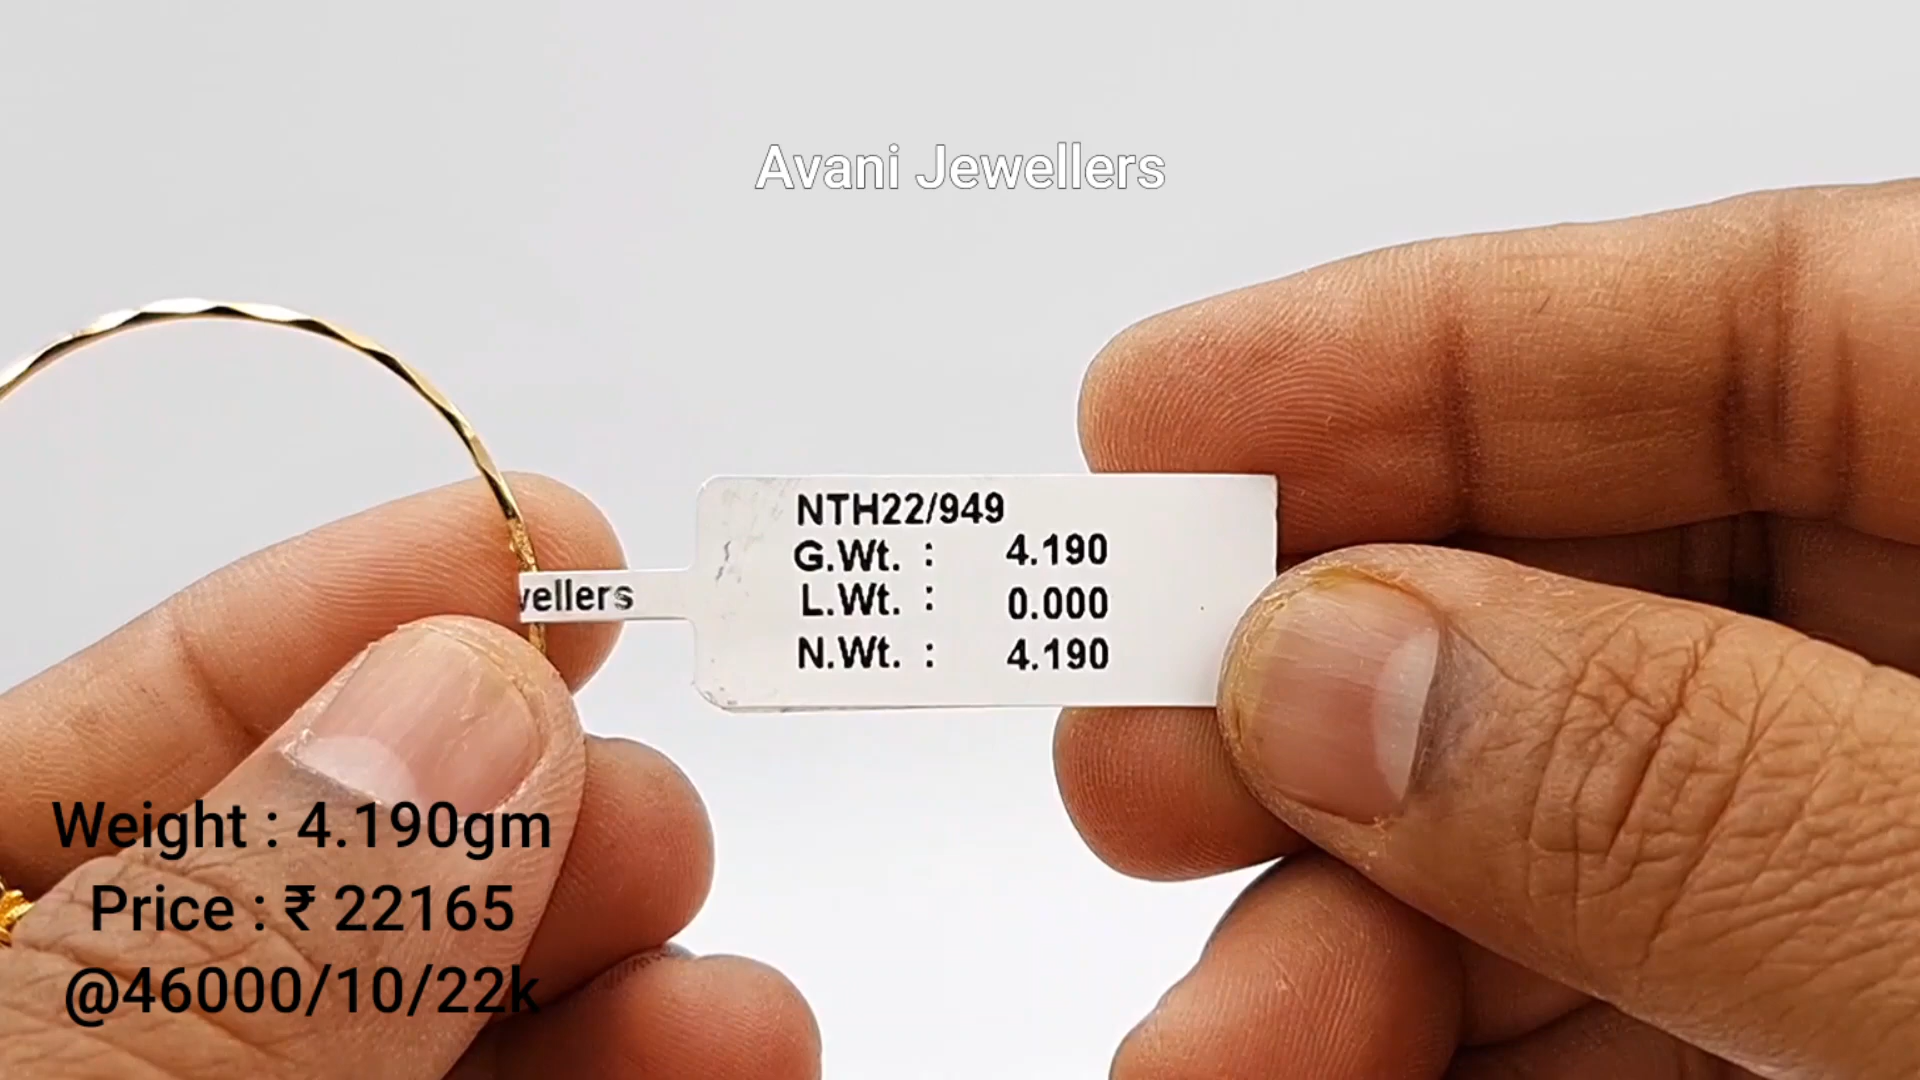 Avani Jewellers
NTH22/949
G.Wt. : 4.190
L.Wt. : 0.000
N.Wt. : 4.190
vellers
Weight : 4.190gm
Price : ₹ 22165
@46000/10/22k